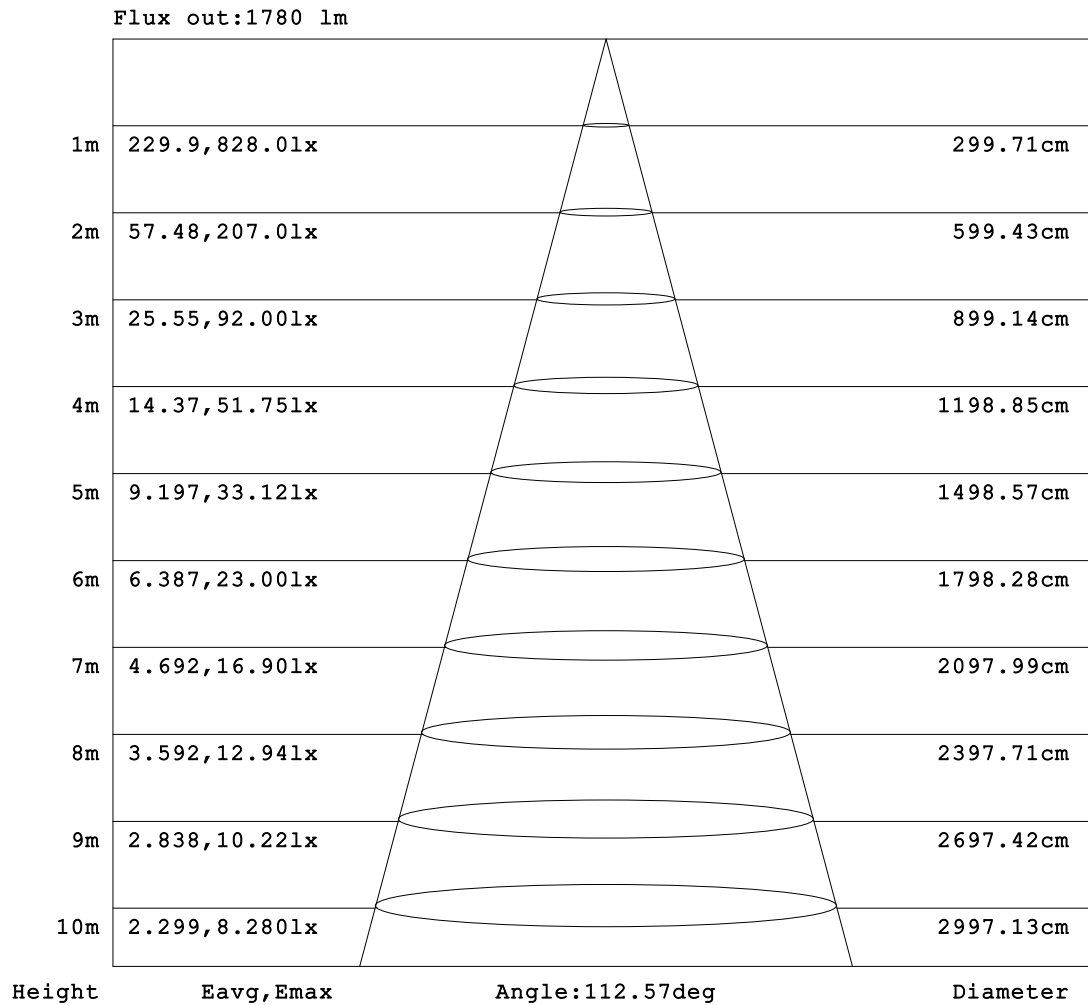 Flux out:1780 lm
1m 229.9,828.0lx 299.71cm
2m 57.48,207.0lx 599.43cm
3m 25.55,92.00lx 899.14cm
4m 14.37,51.75lx 1198.85cm
5m 9.197,33.12lx 1498.57cm
6m 6.387,23.00lx 1798.28cm
7m 4.692,16.90lx 2097.99cm
8m 3.592,12.94lx 2397.71cm
9m 2.838,10.22lx 2697.42cm
10m 2.299,8.280lx 2997.13cm
Height Eavg,Emax Angle:112.57deg Diameter